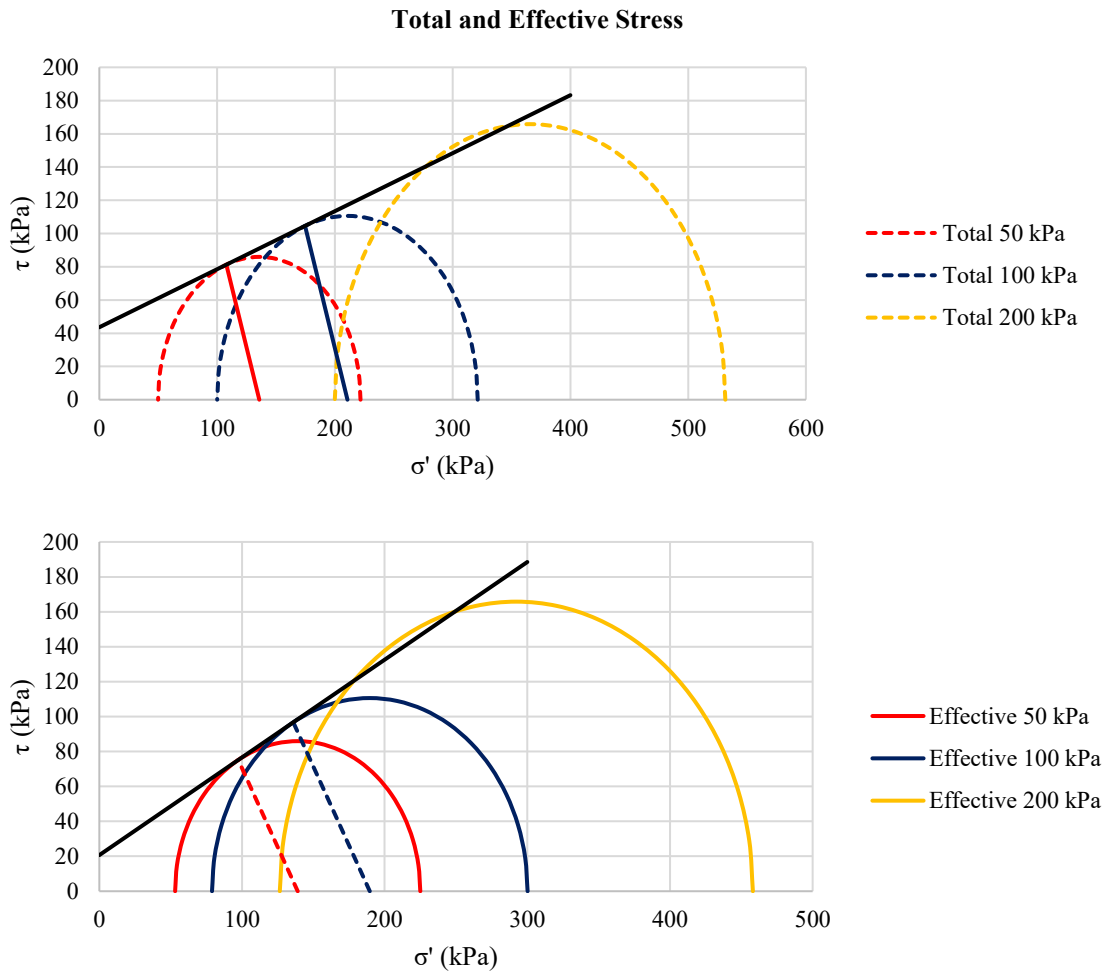 Total and Effective Stress
200
180
160
140
120
100
80
60
40
20
0
τ (kPa)
0 100 200 300 400 500 600
σ' (kPa)
Total 50 kPa
Total 100 kPa
Total 200 kPa
200
180
160
140
120
100
80
60
40
20
0
τ (kPa)
0 100 200 300 400 500
σ' (kPa)
Effective 50 kPa
Effective 100 kPa
Effective 200 kPa